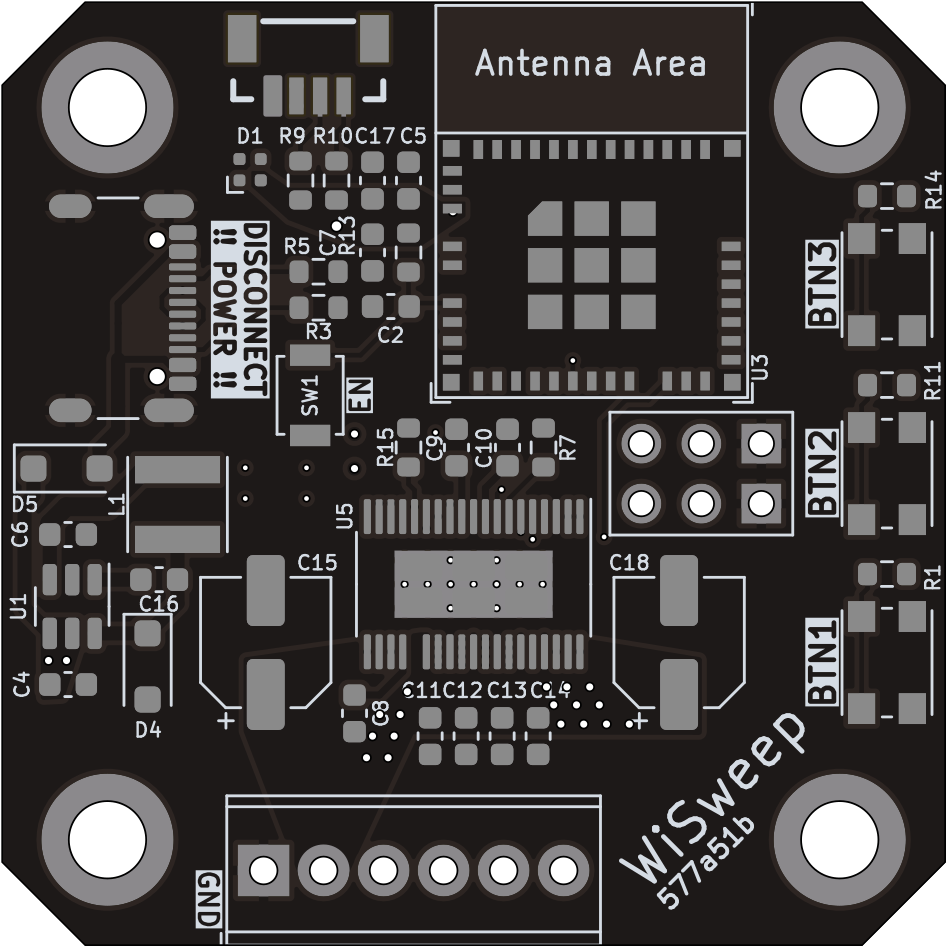 Antenna Area
D1 R9 R10 C17 C5
R14
R5 C7 R13
!! POWER !!
DISCONNECT
BTN3
R3 C2
U3
SW1 EN
R11
R15 C9 C10 R7
BTN2
D5 L1
U5
C6
C15 C18
R1
U1 C16
BTN1
C4
C8 C11 C12 C13 C14
+ +
D4
WiSweep
577a51b
GND